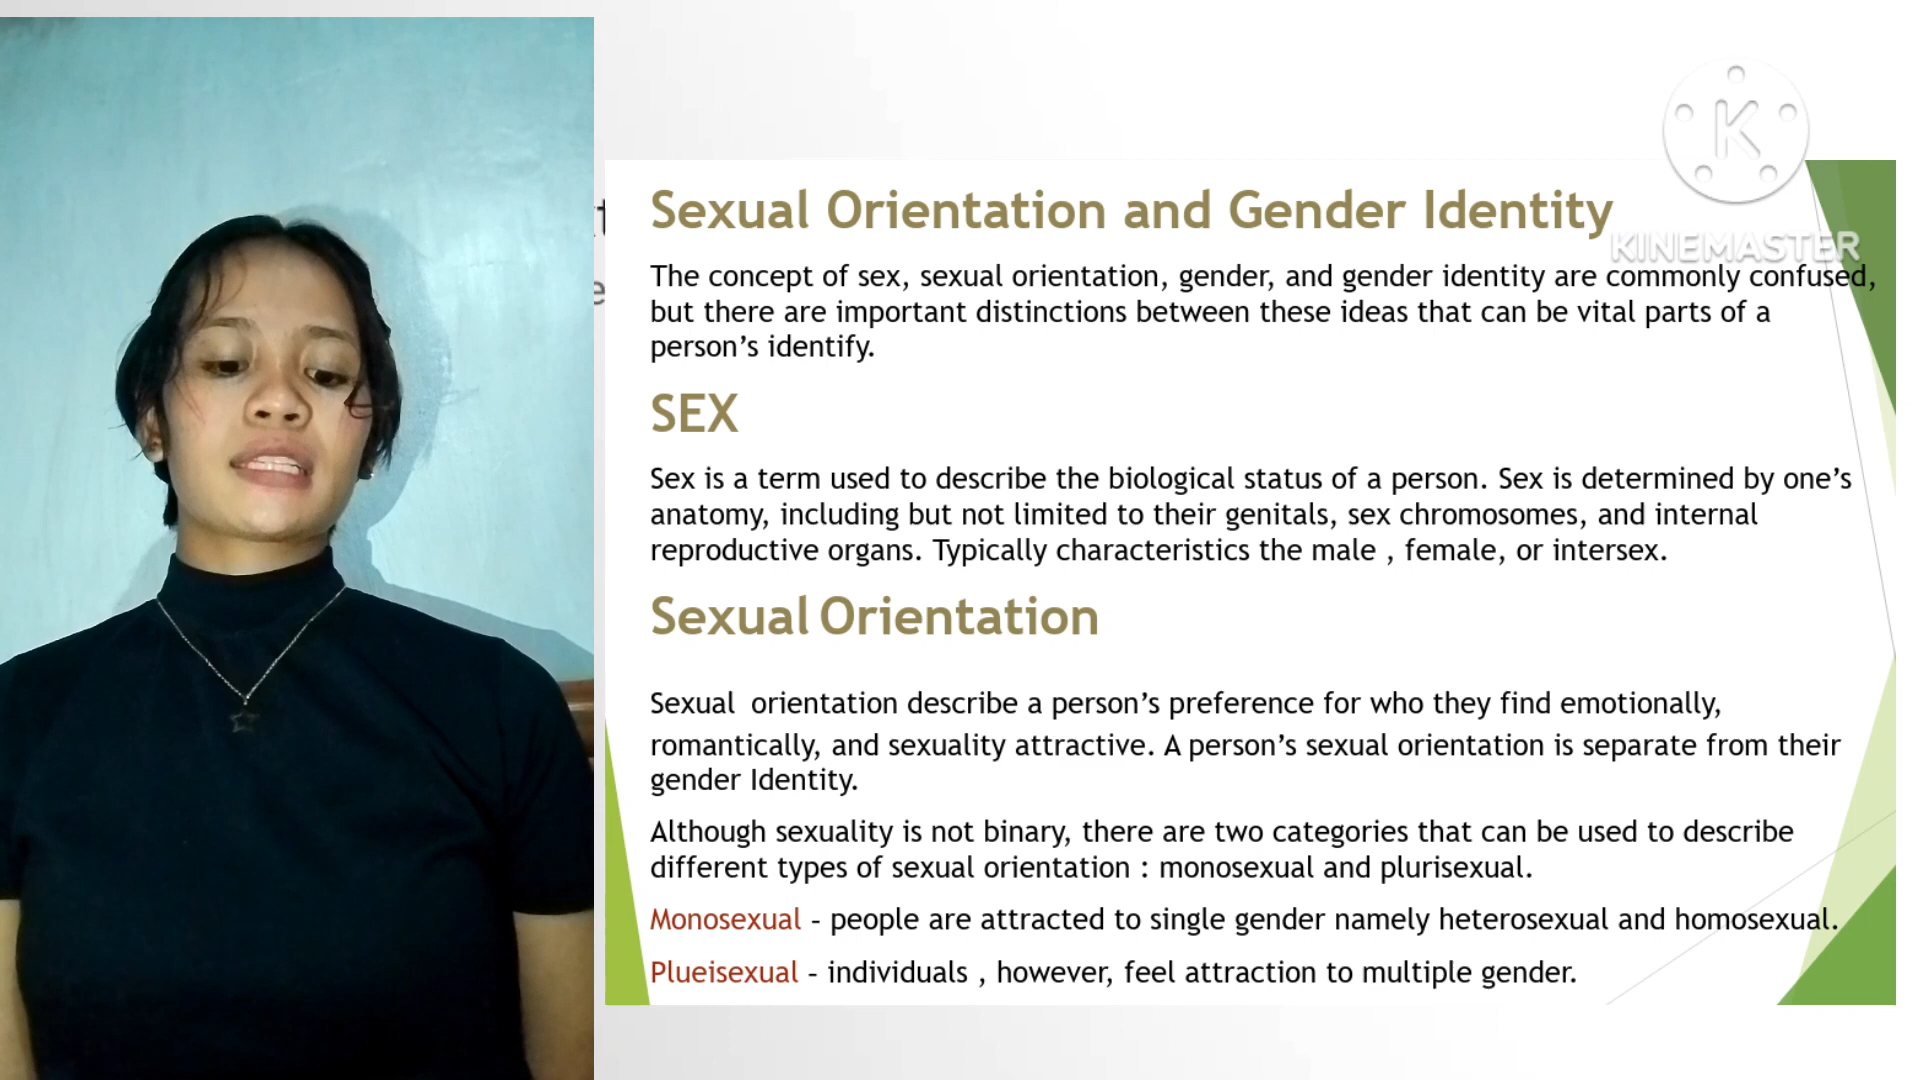 K
KINEMASTER
Sexual Orientation and Gender Identity
The concept of sex, sexual orientation, gender, and gender identity are commonly confused,
but there are important distinctions between these ideas that can be vital parts of a
person’s identify.
SEX
Sex is a term used to describe the biological status of a person. Sex is determined by one’s
anatomy, including but not limited to their genitals, sex chromosomes, and internal
reproductive organs. Typically characteristics the male , female, or intersex.
Sexual Orientation
Sexual orientation describe a person’s preference for who they find emotionally,
romantically, and sexuality attractive. A person’s sexual orientation is separate from their
gender Identity.
Although sexuality is not binary, there are two categories that can be used to describe
different types of sexual orientation : monosexual and plurisexual.
Monosexual – people are attracted to single gender namely heterosexual and homosexual.
Plueisexual – individuals , however, feel attraction to multiple gender.